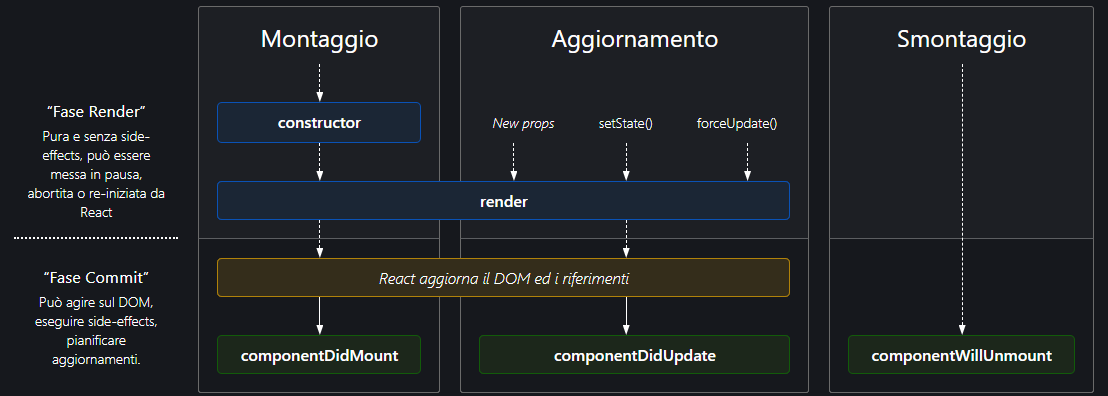 Montaggio
Aggiornamento
Smontaggio
“Fase Render”
Pura e senza side-
effects, può essere
messa in pausa,
abortita o re-iniziata da
React
constructor
New props
setState()
forceUpdate()
render
“Fase Commit”
Può agire sul DOM,
eseguire side-effects,
pianificare
aggiornamenti.
React aggiorna il DOM ed i riferimenti
componentDidMount
componentDidUpdate
componentWillUnmount